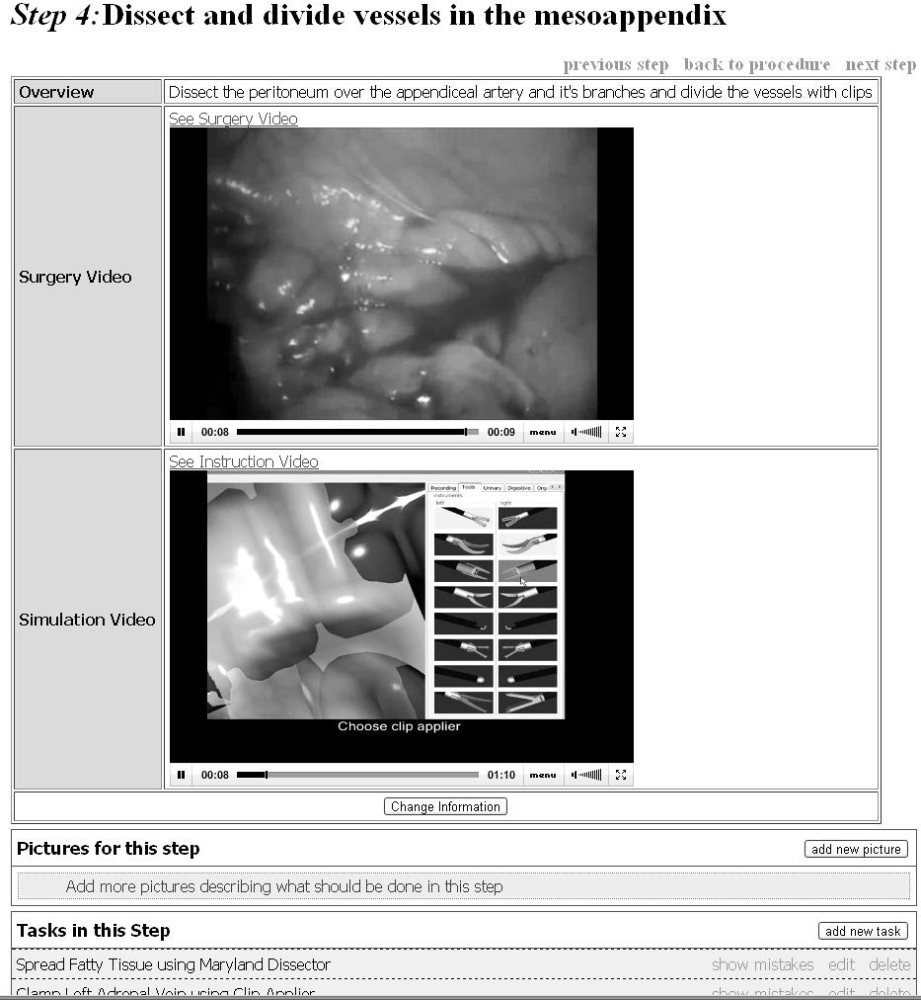 Step 4: Dissect and divide vessels in the mesoappendix
previous step back to procedure next step
Overview
Dissect the peritoneum over the appendiceal artery and it's branches and divide the vessels with clips
Surgery Video
See Surgery Video
00:08
00:09
menu
Simulation Video
See Instruction Video
Recording Tools Urinary Digestive Org
instruments
left right
Choose clip applier
00:08
01:10
menu
Change Information
Pictures for this step
add new picture
Add more pictures describing what should be done in this step
Tasks in this Step
add new task
Spread Fatty Tissue using Maryland Dissector
show mistakes edit delete
Clamp Left Adrenal Vein using Clip Applier
show mistakes edit delete